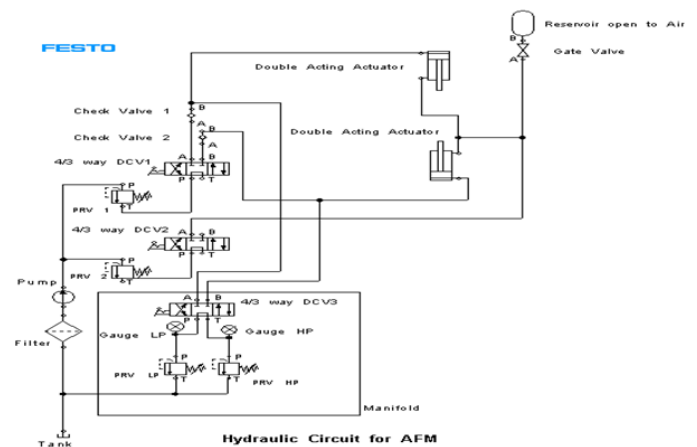 Reservoir open to Air
B
FESTO
Gate Valve
A
Double Acting Actuator
Check Valve 1
B
A
B
Double Acting Actuator
Check Valve 2
A
4/3 way DCV1
A
B
P
T
P
T
PRV 1
4/3 way DCV2
A
B
P
T
P
T
PRV 2
Pump
A
B
4/3 way DCV3
P
T
Gauge LP
Gauge HP
Filter
P
P
T
T
PRV LP
PRV HP
Manifold
Tank
Hydraulic Circuit for AFM